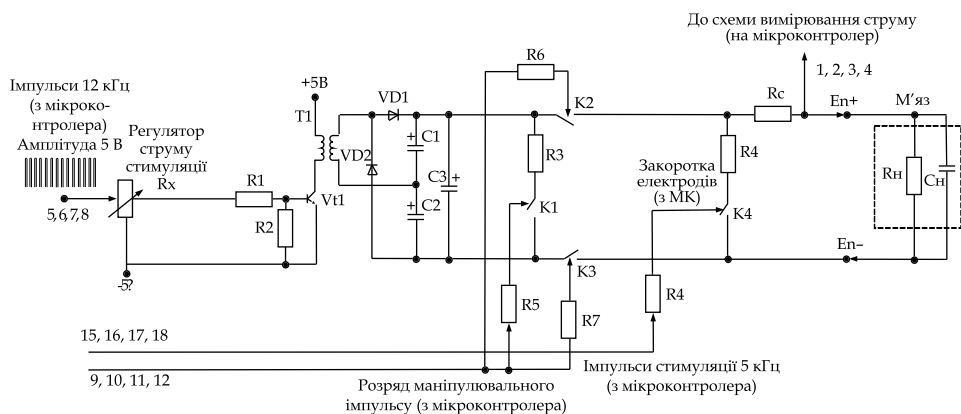 До схеми вимірювання струму
(на мікроконтролер)
1, 2, 3, 4
Імпульси 12 кГц
(з мікроко-
нтролера)
Амплітуда 5 В
Регулятор
струму
стимуляції
Rx
5,6,7,8
-5?
R1
R2
+5В
T1
Vt1
VD1
VD2
C1
C2
C3
+
+
+
R6
K2
R3
K1
K3
R5
R7
Rc
R4
Закоротка
електродів
(з МК)
K4
R4
En+
En–
М’яз
Rн
Cн
15, 16, 17, 18
9, 10, 11, 12
Розряд маніпулювального
імпульсу (з мікроконтролера)
Імпульси стимуляції 5 кГц
(з мікроконтролера)